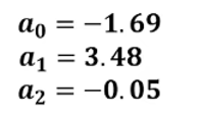 a₀ = −1.69
a₁ = 3.48
a₂ = −0.05